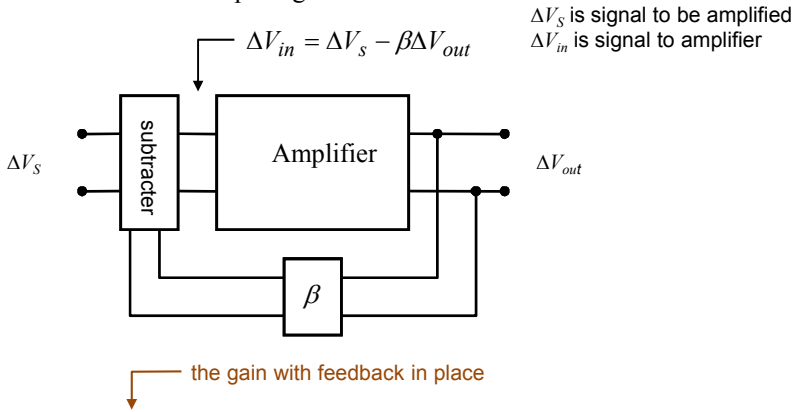 ΔV_S is signal to be amplified
ΔV_in is signal to amplifier
ΔV_in = ΔV_s − βΔV_out
subtracter
Amplifier
ΔV_S
ΔV_out
β
the gain with feedback in place